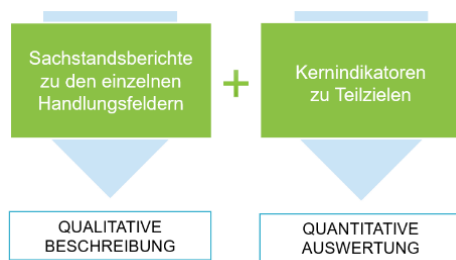 Sachstandsberichte
zu den einzelnen
Handlungsfeldern
+
Kernindikatoren
zu Teilzielen
QUALITATIVE
BESCHREIBUNG
QUANTITATIVE
AUSWERTUNG